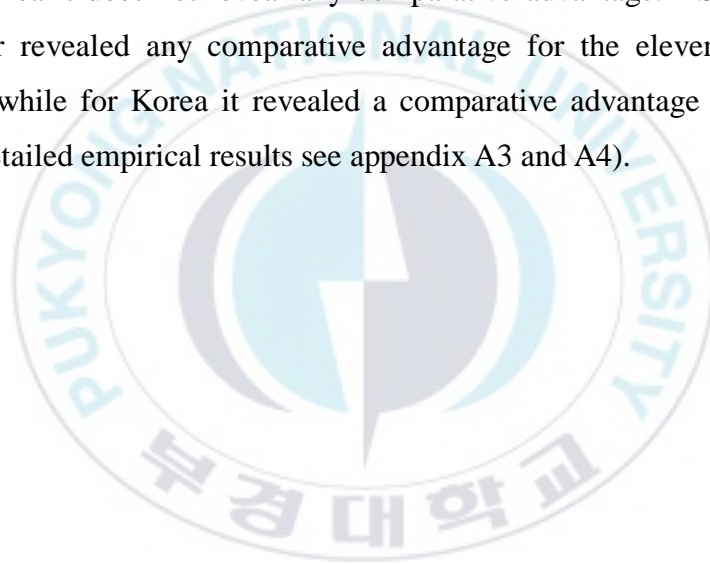 r revealed any comparative advantage for the eleven
while for Korea it revealed a comparative advantage
etailed empirical results see appendix A3 and A4).
PUKYONG NATIONAL UNIVERSITY
부경대학교